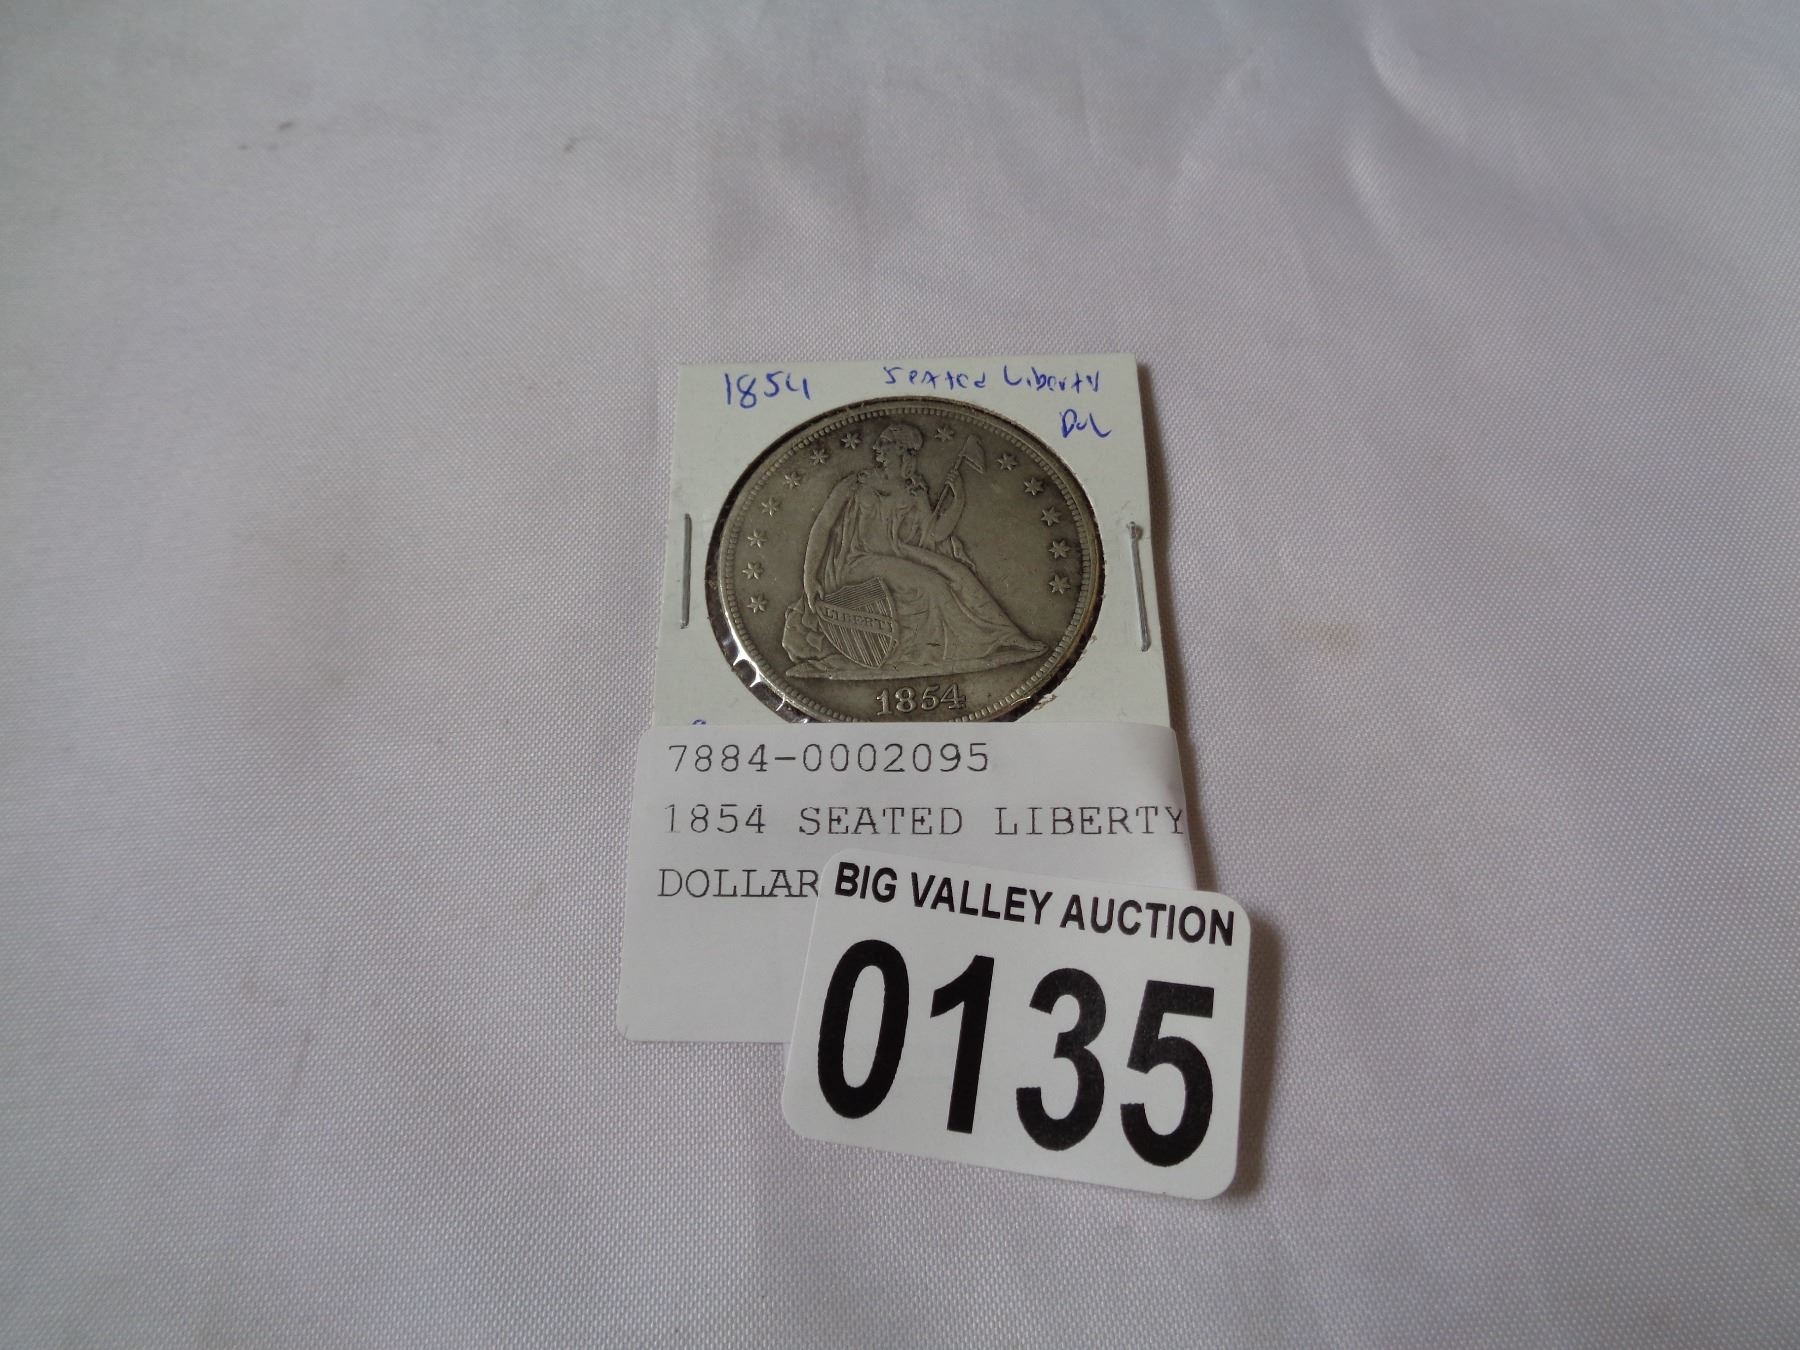 1854 Seated Liberty
Dol
LIBERTY
1854
7884-0002095
1854 SEATED LIBERTY
DOLLAR
BIG VALLEY AUCTION
0135